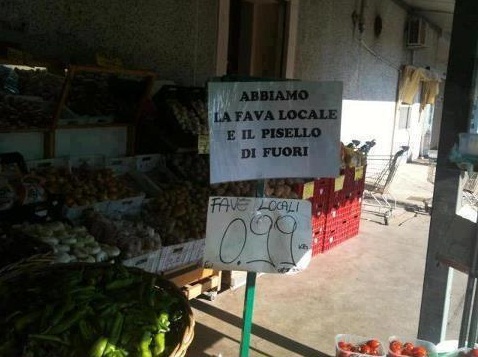 ABBIAMO
LA FAVA LOCALE
E IL PISELLO
DI FUORI
FAVE LOCALI
0.99